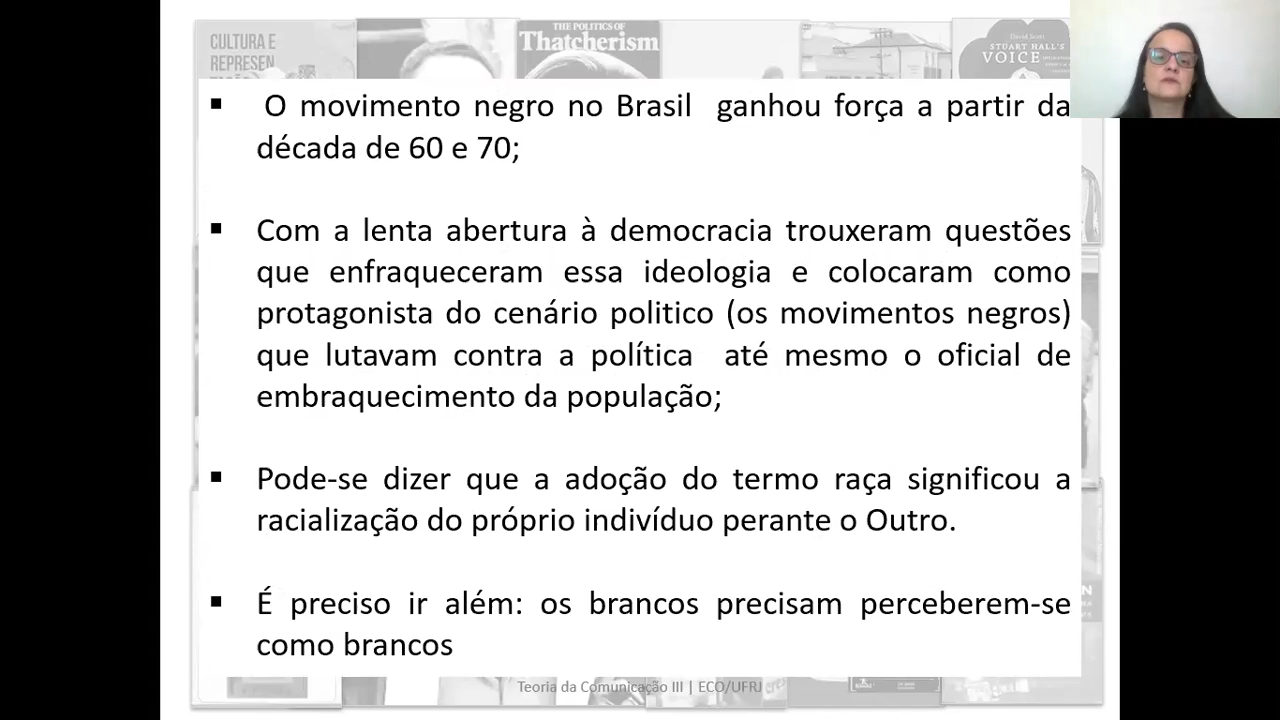 CULTURA E
REPRESEN
THE POLITICS OF
Thatcherism
David Scott
STUART HALL'S
VOICE
▪ O movimento negro no Brasil ganhou força a partir da
década de 60 e 70;
▪ Com a lenta abertura à democracia trouxeram questões
que enfraqueceram essa ideologia e colocaram como
protagonista do cenário politico (os movimentos negros)
que lutavam contra a política até mesmo o oficial de
embraquecimento da população;
▪ Pode-se dizer que a adoção do termo raça significou a
racialização do próprio indivíduo perante o Outro.
▪ É preciso ir além: os brancos precisam perceberem-se
como brancos
Teoria da Comunicação III | ECO/UFRJ